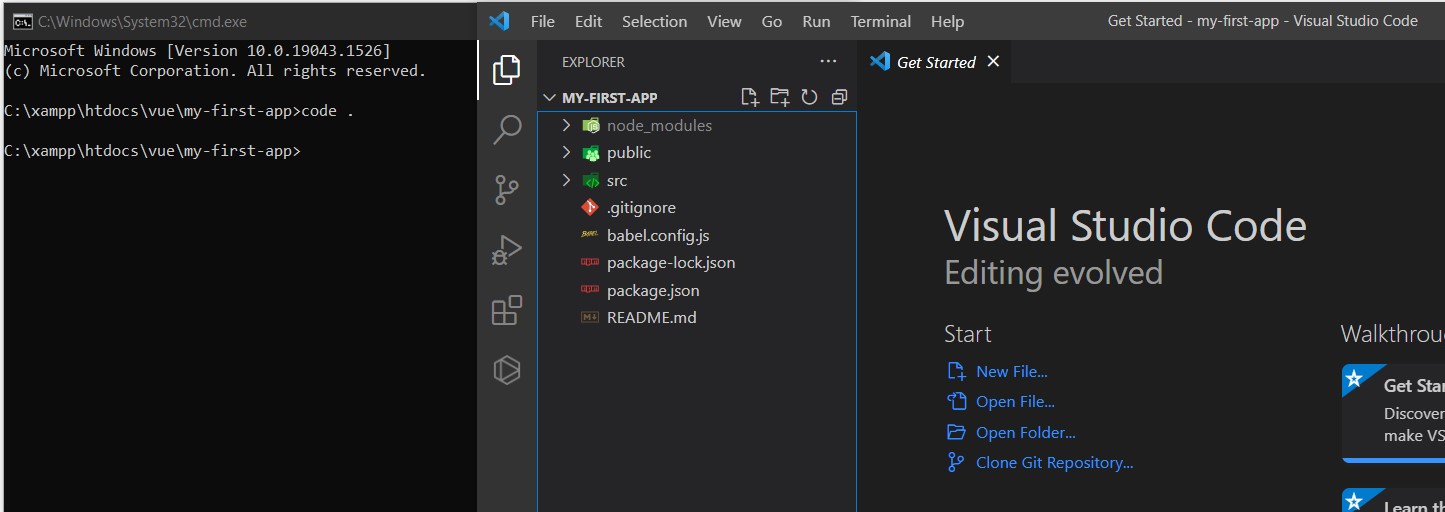 C:\Windows\System32\cmd.exe
Microsoft Windows [Version 10.0.19043.1526]
(c) Microsoft Corporation. All rights reserved.
C:\xampp\htdocs\vue\my-first-app>code .
C:\xampp\htdocs\vue\my-first-app>
File Edit Selection View Go Run Terminal Help
Get Started - my-first-app - Visual Studio Code
EXPLORER
MY-FIRST-APP
node_modules
public
src
.gitignore
babel.config.js
package-lock.json
package.json
README.md
Get Started
Visual Studio Code
Editing evolved
Start
New File...
Open File...
Open Folder...
Clone Git Repository...
Walkthrou
Get Star
Discover
make VS
Learn th